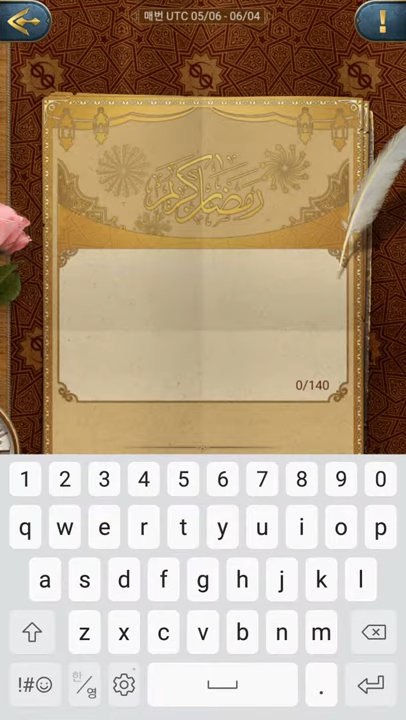 매번 UTC 05/06 - 06/04
!
رمضان كريم
0/140
1 2 3 4 5 6 7 8 9 0
q w e r t y u i o p
a s d f g h j k l
z x c v b n m
!#☺ 한/영 .